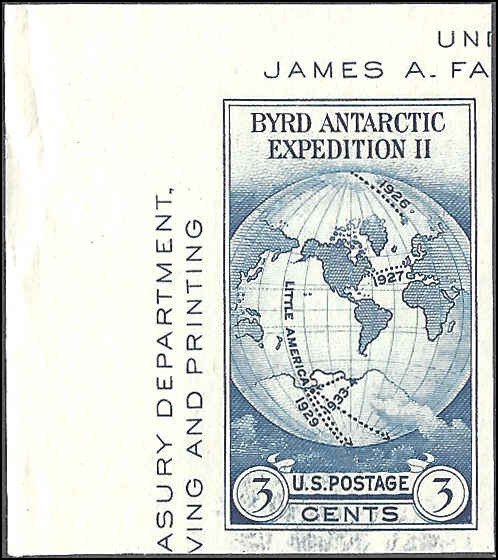 UND
JAMES A. FA
BYRD ANTARCTIC
EXPEDITION II
1926
1927
LITTLE AMERICA
1933-4
1929
3
U.S. POSTAGE
3
CENTS
ASURY DEPARTMENT,
VING AND PRINTING